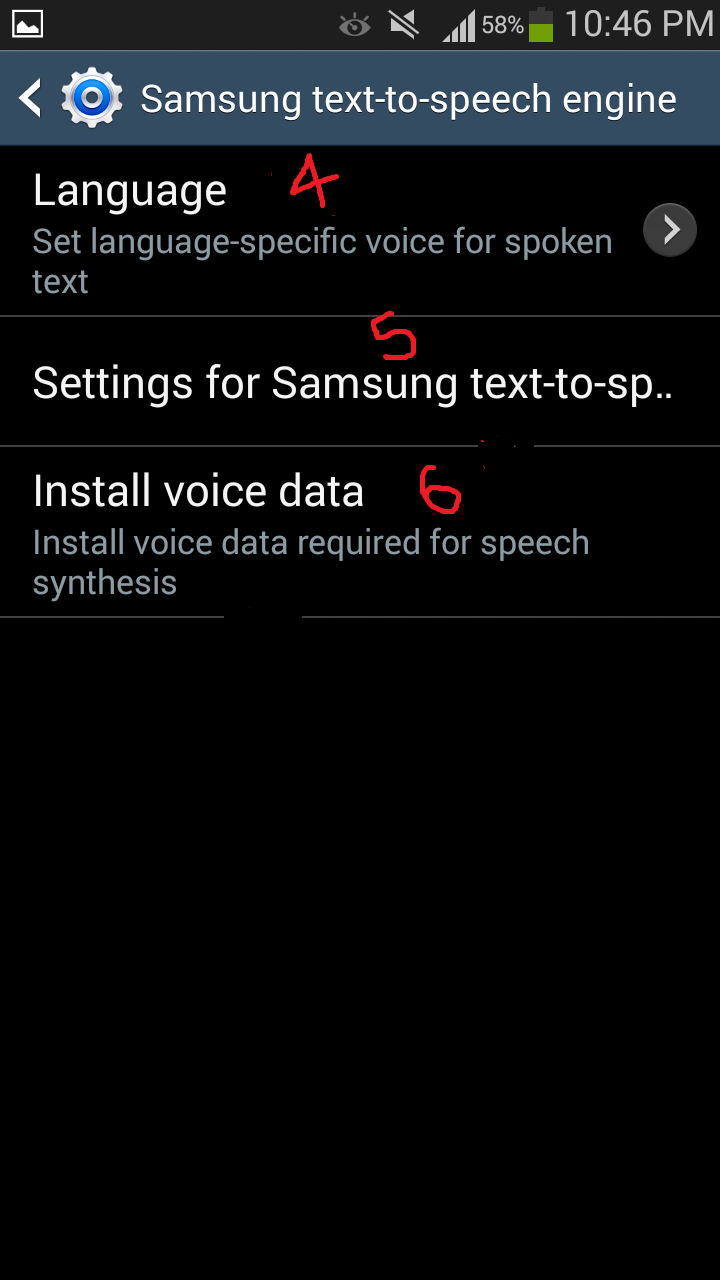 58% 10:46 PM
Samsung text-to-speech engine
Language 4
Set language-specific voice for spoken
text
5
Settings for Samsung text-to-sp..
Install voice data 6
Install voice data required for speech
synthesis